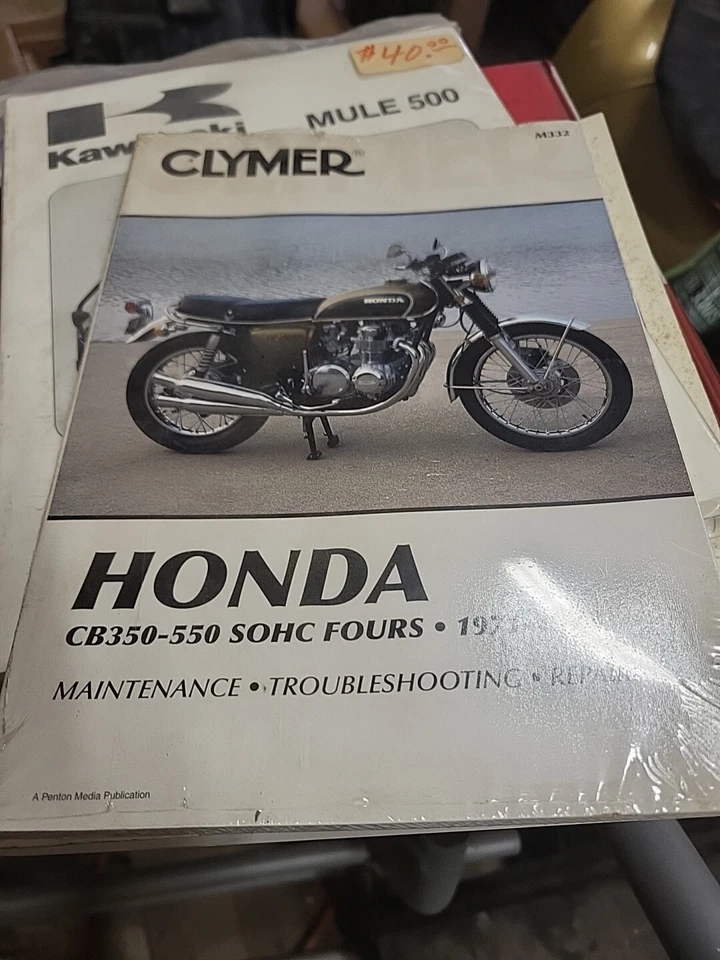 #40.00
Kawasaki
MULE 500
M332
CLYMER®
HONDA
HONDA
CB350-550 SOHC FOURS • 197
MAINTENANCE • TROUBLESHOOTING • REPAIR
A Penton Media Publication